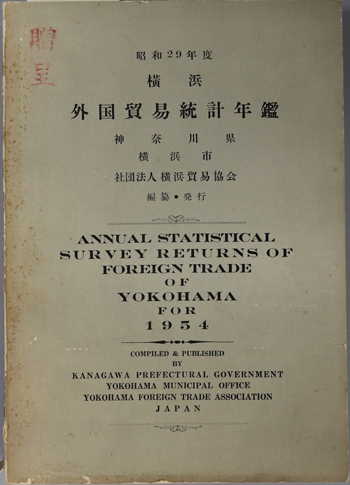 贈呈
昭和29年度
横浜
外国貿易統計年鑑
神奈川県
横浜市
社団法人横浜貿易協会
編纂・発行
ANNUAL STATISTICAL
SURVEY RETURNS OF
FOREIGN TRADE
OF
YOKOHAMA
FOR
1954
COMPILED & PUBLISHED
BY
KANAGAWA PREFECTURAL GOVERNMENT
YOKOHAMA MUNICIPAL OFFICE
YOKOHAMA FOREIGN TRADE ASSOCIATION
JAPAN